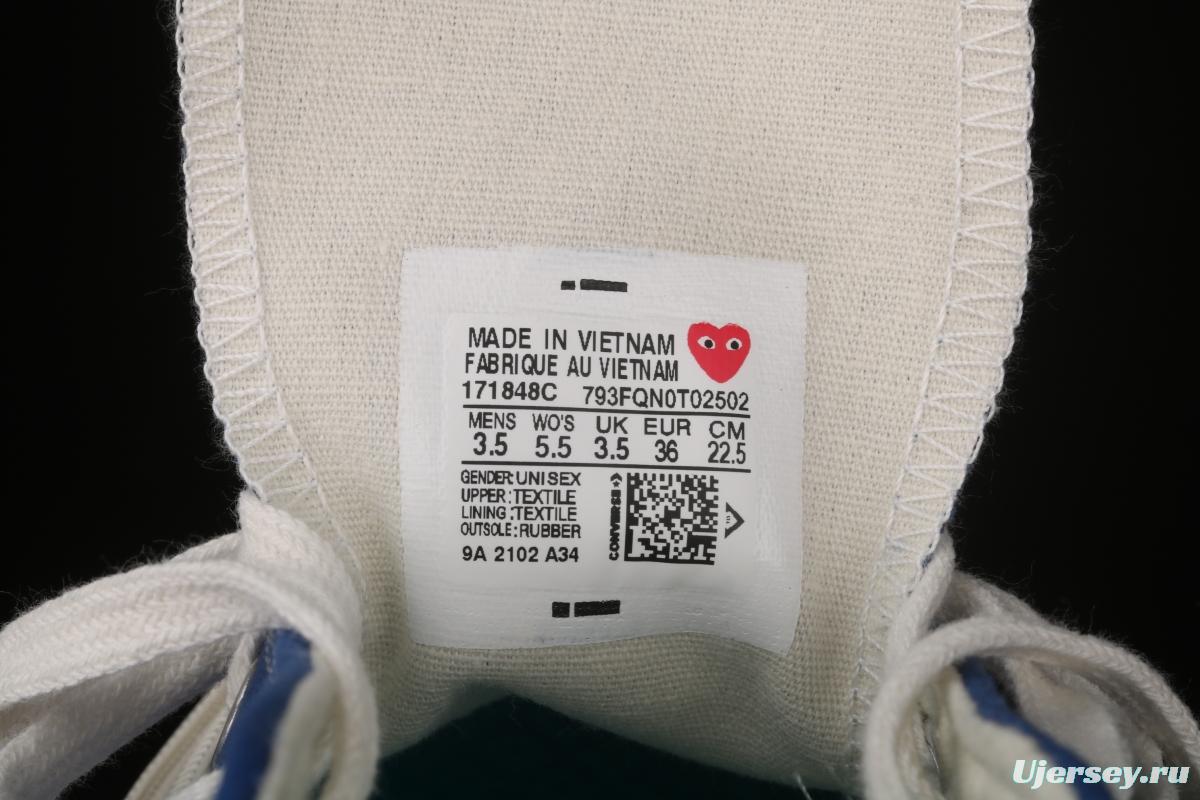 MADE IN VIETNAM
FABRIQUE AU VIETNAM
171848C 793FQN0T02502
MENS WO'S UK EUR CM
3.5 5.5 3.5 36 22.5
GENDER: UNISEX
UPPER: TEXTILE
LINING: TEXTILE
OUTSOLE: RUBBER
9A 2102 A34
CONVERSE
Ujersey.ru